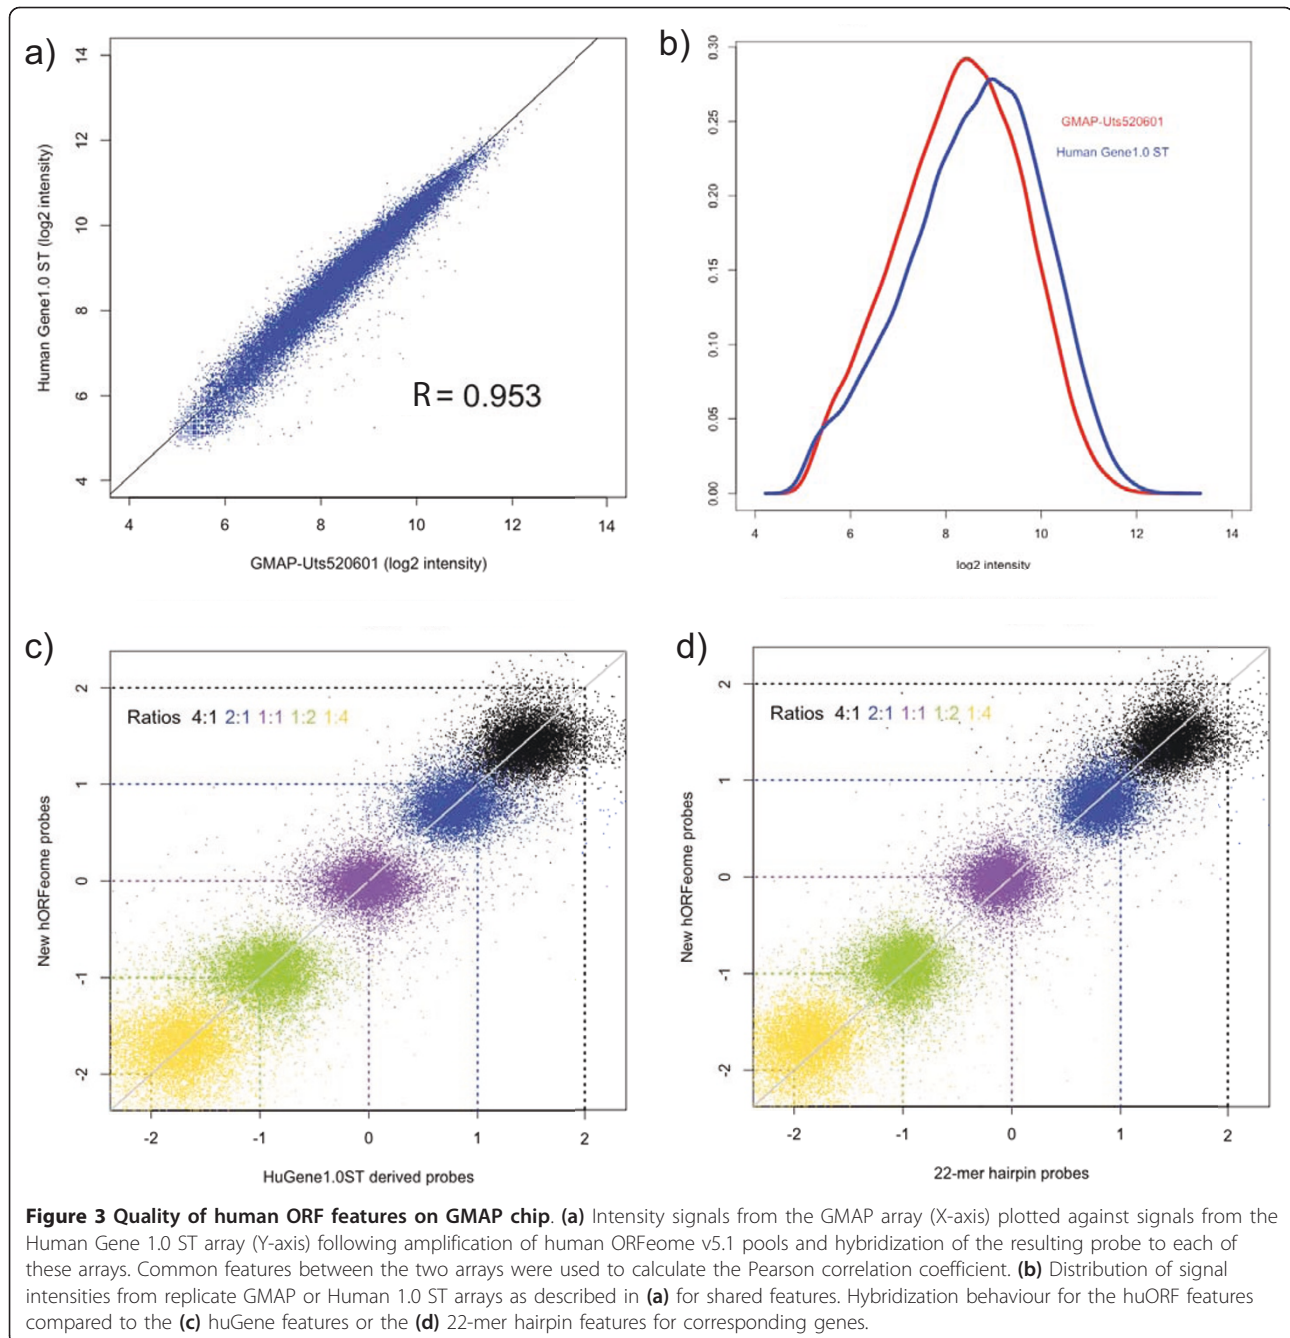 a)
14
12
10
8
6
4
Human Gene1.0 ST (log2 intensity)
R = 0.953
4 6 8 10 12 14
GMAP-Uts520601 (log2 intensity)
b)
0.30
0.25
0.20
0.15
0.10
0.05
0.00
GMAP-Uts520601
Human Gene1.0 ST
4 6 8 10 12 14
log2 intensity
c)
2
1
0
-1
-2
New hORFeome probes
Ratios 4:1 2:1 1:1 1:2 1:4
-2 -1 0 1 2
HuGene1.0ST derived probes
d)
2
1
0
-1
-2
New hORFeome probes
Ratios 4:1 2:1 1:1 1:2 1:4
-2 -1 0 1 2
22-mer hairpin probes
Figure 3 Quality of human ORF features on GMAP chip. (a) Intensity signals from the GMAP array (X-axis) plotted against signals from the
Human Gene 1.0 ST array (Y-axis) following amplification of human ORFeome v5.1 pools and hybridization of the resulting probe to each of
these arrays. Common features between the two arrays were used to calculate the Pearson correlation coefficient. (b) Distribution of signal
intensities from replicate GMAP or Human 1.0 ST arrays as described in (a) for shared features. Hybridization behaviour for the huORF features
compared to the (c) huGene features or the (d) 22-mer hairpin features for corresponding genes.